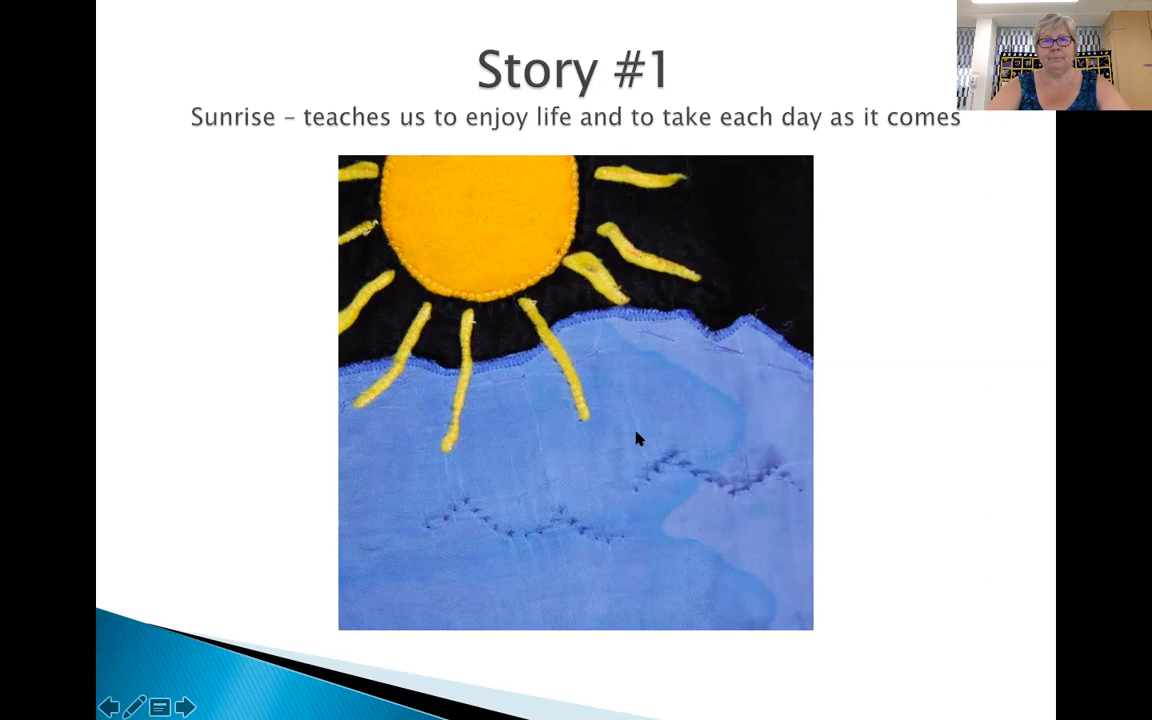 Story #1
Sunrise – teaches us to enjoy life and to take each day as it comes